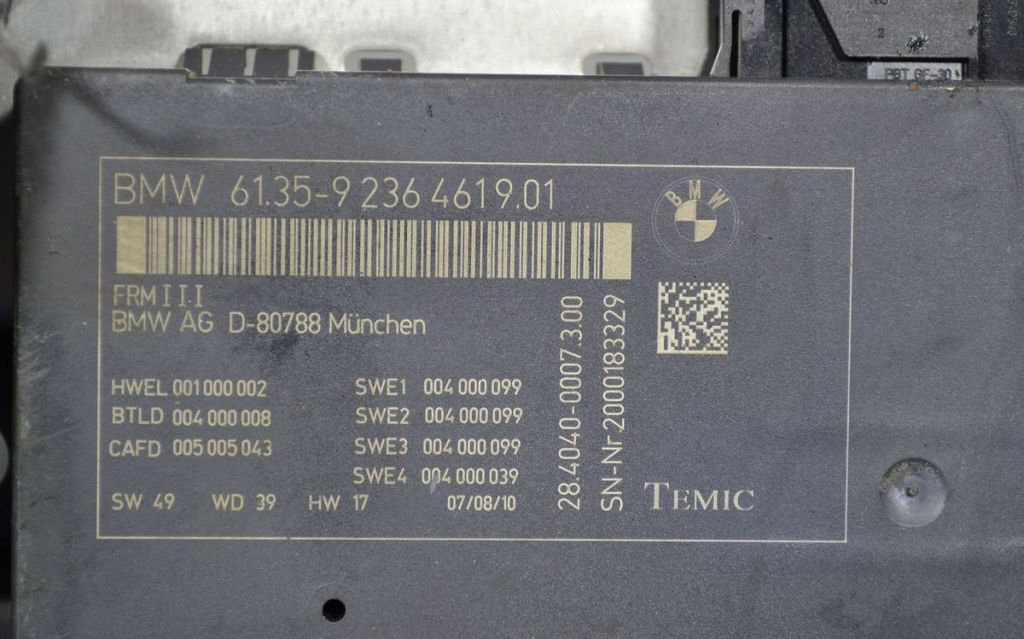 BBT GF-30
BMW 61.35-9 236 4619.01
BMW
FRM I I I
BMW AG D-80788 München
HWEL 001 000 002
SWE1 004 000 099
BTLD 004 000 008
SWE2 004 000 099
CAFD 005 005 043
SWE3 004 000 099
SWE4 004 000 039
SW 49 WD 39 HW 17 07/08/10
28.4040-0007.3.00
SN-Nr.2000183329
TEMIC